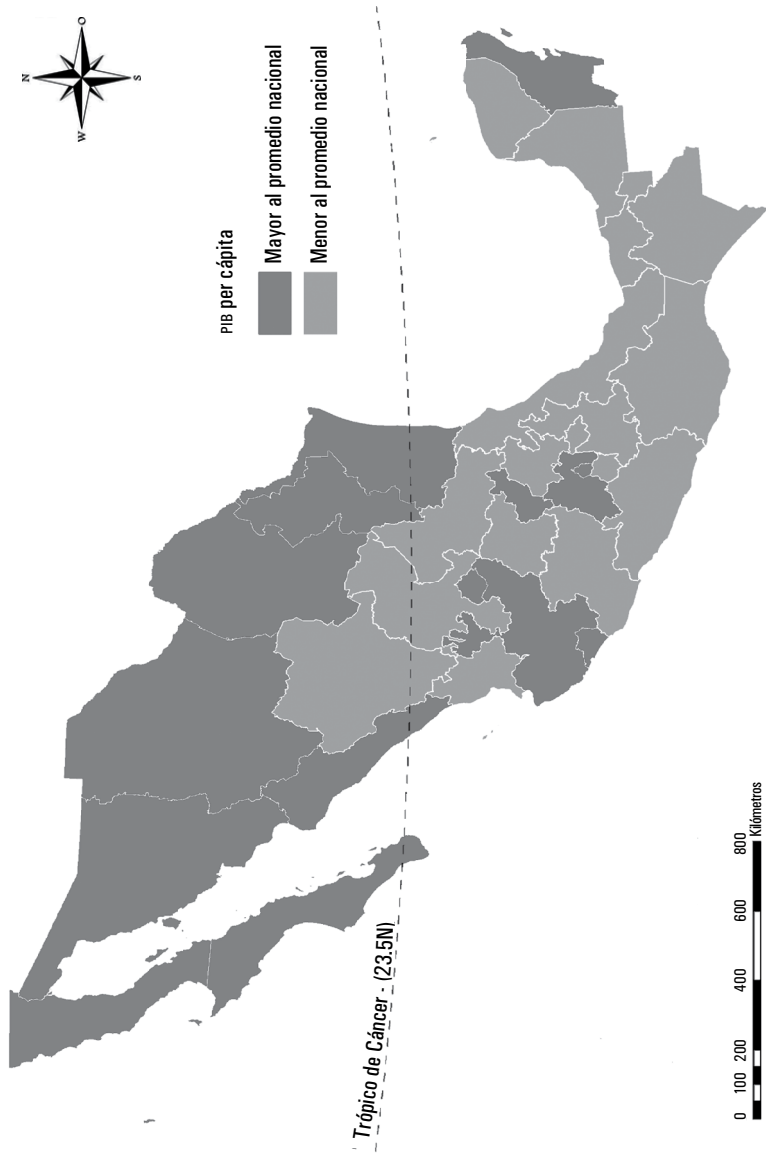 N
W
O
S
PIB per cápita
Mayor al promedio nacional
Menor al promedio nacional
Trópico de Cáncer - (23.5N)
0 100 200 400 600 800
Kilómetros